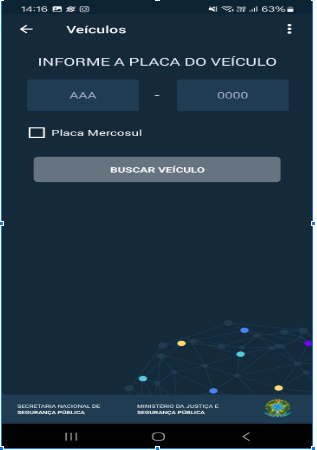 14:16 63%
Veículos
INFORME A PLACA DO VEÍCULO
AAA - 0000
Placa Mercosul
BUSCAR VEÍCULO
SECRETARIA NACIONAL DE
SEGURANÇA PÚBLICA
MINISTÉRIO DA JUSTIÇA E
SEGURANÇA PÚBLICA